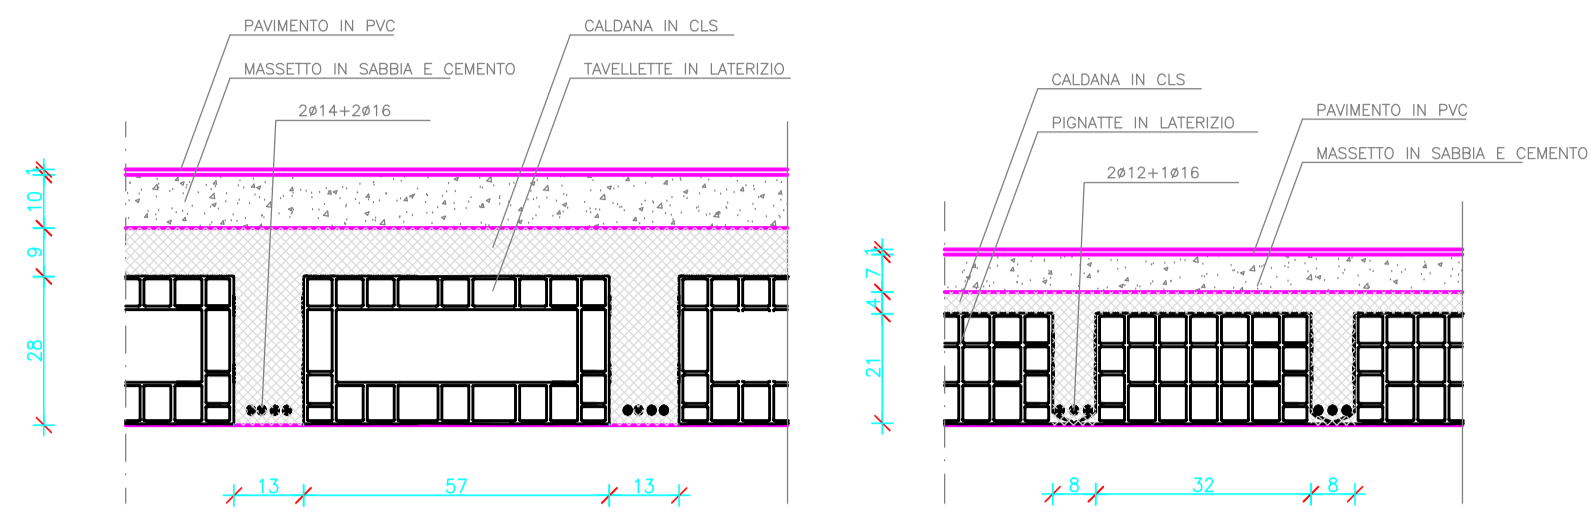 PAVIMENTO IN PVC
MASSETTO IN SABBIA E CEMENTO
2ø14+2ø16
CALDANA IN CLS
TAVELLETTE IN LATERIZIO
1
10
9
28
13
57
13
CALDANA IN CLS
PIGNATTE IN LATERIZIO
2ø12+1ø16
PAVIMENTO IN PVC
MASSETTO IN SABBIA E CEMENTO
1
7
4
21
8
32
8